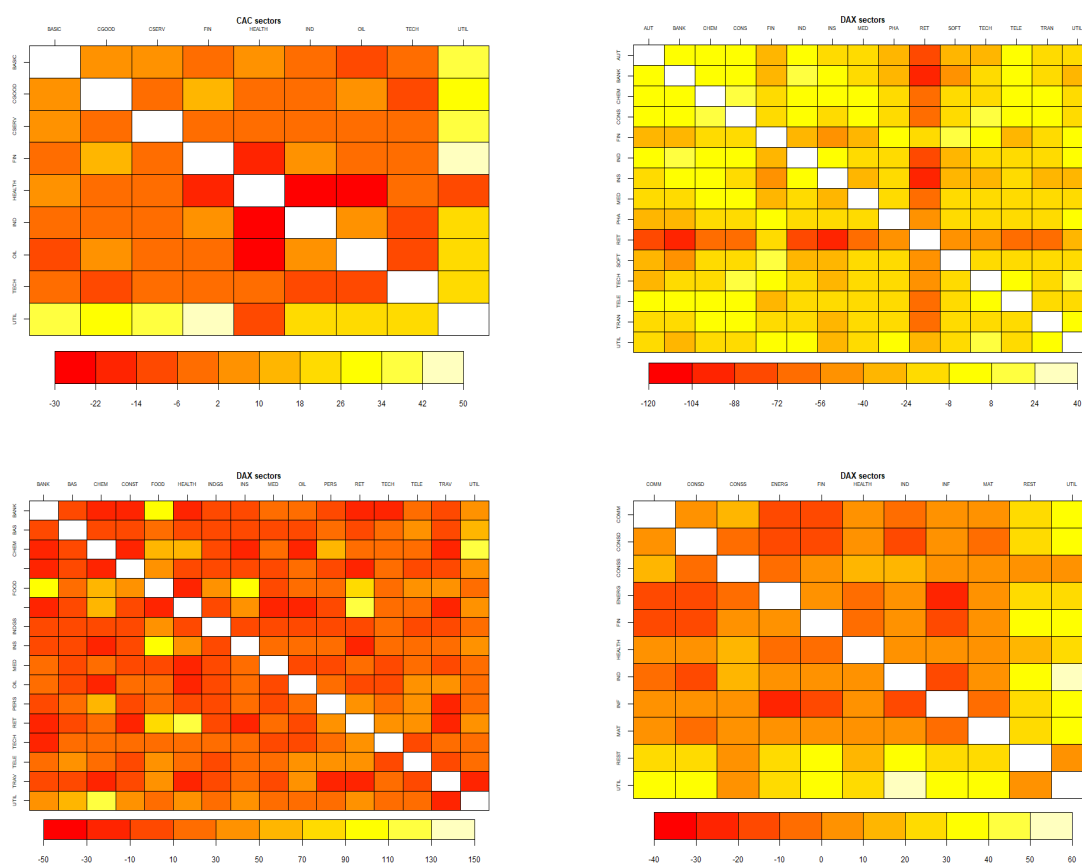 CAC sectors
BASIC CGOOD CSERV FIN HEALTH IND OIL TECH UTIL
BASIC
CGOOD
CSERV
FIN
HEALTH
IND
OIL
TECH
UTIL
-30 -22 -14 -6 2 10 18 26 34 42 50
DAX sectors
AUT BANK CHEM CONS FIN IND INS MED PHA RET SOFT TECH TELE TRAN UTIL
AUT
BANK
CHEM
CONS
FIN
IND
INS
MED
PHA
RET
SOFT
TECH
TELE
TRAN
UTIL
-120 -104 -88 -72 -56 -40 -24 -8 8 24 40
DAX sectors
BANK BAS CHEM CONST FOOD HEALTH INDGS INS MED OIL PERS RET TECH TELE TRAV UTIL
BANK
BAS
CHEM
FOOD
INDGS
INS
MED
OIL
PERS
RET
TECH
TELE
TRAV
UTIL
-50 -30 -10 10 30 50 70 90 110 130 150
DAX sectors
COMM CONSD CONSS ENERG FIN HEALTH IND INF MAT REST UTIL
COMM
CONSD
CONSS
ENERG
FIN
HEALTH
IND
INF
MAT
REST
UTIL
-40 -30 -20 -10 0 10 20 30 40 50 60